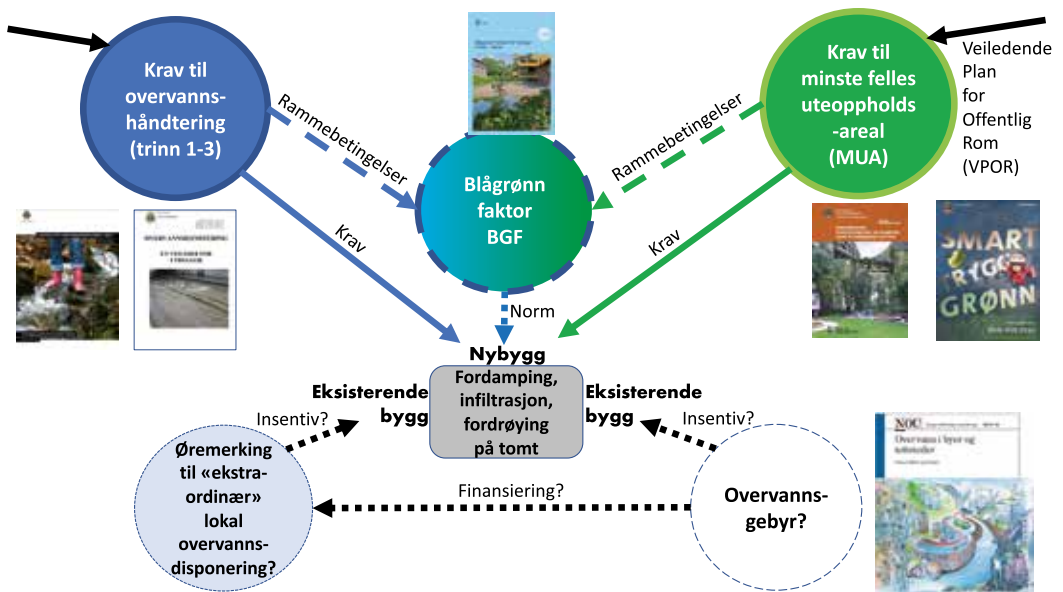 Krav til
overvanns-
håndtering
(trinn 1-3)
Rammebetingelser
Krav
Blågrønn
faktor
BGF
Norm
Rammebetingelser
Krav
Krav til
minste felles
uteoppholds
-areal
(MUA)
Veiledende
Plan
for
Offentlig
Rom
(VPOR)
SMART
TRYGG
GRØNN
Nybygg
Fordamping,
infiltrasjon,
fordrøying
på tomt
Eksisterende
bygg
Eksisterende
bygg
Insentiv?
Insentiv?
Øremerking
til «ekstra-
ordinær»
lokal
overvanns-
disponering?
Finansiering?
Overvanns-
gebyr?
NOU
Overvann i byer og
tettsteder